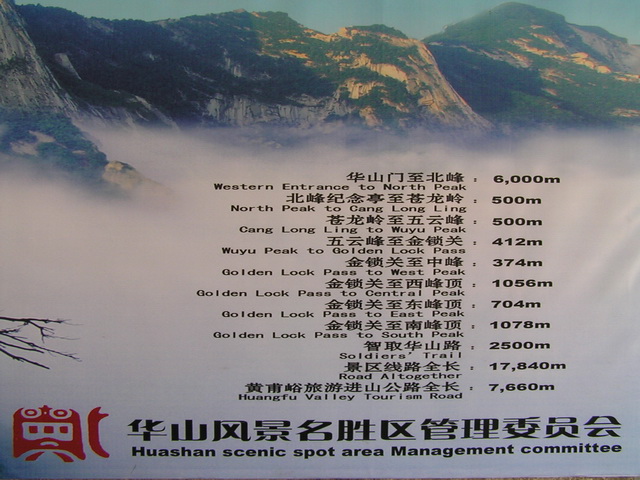 华山门至北峰：6,000m
Western Entrance to North Peak
北峰纪念亭至苍龙岭：500m
North Peak to Cang Long Ling
苍龙岭至五云峰：500m
Cang Long Ling to Wuyu Peak
五云峰至金锁关：412m
Wuyu Peak to Golden Lock Pass
金锁关至中峰：374m
Golden Lock Pass to West Peak
金锁关至西峰顶：1056m
Golden Lock Pass to Central Peak
金锁关至东峰顶：704m
Golden Lock Pass to East Peak
金锁关至南峰顶：1078m
Golden Lock Pass to South Peak
智取华山路：2500m
Soldiers' Trail
景区线路全长：17,840m
Road Altogether
黄甫峪旅游进山公路全长：7,660m
Huangfu Valley Tourism Road
华山风景名胜区管理委员会
Huashan scenic spot area Management committee